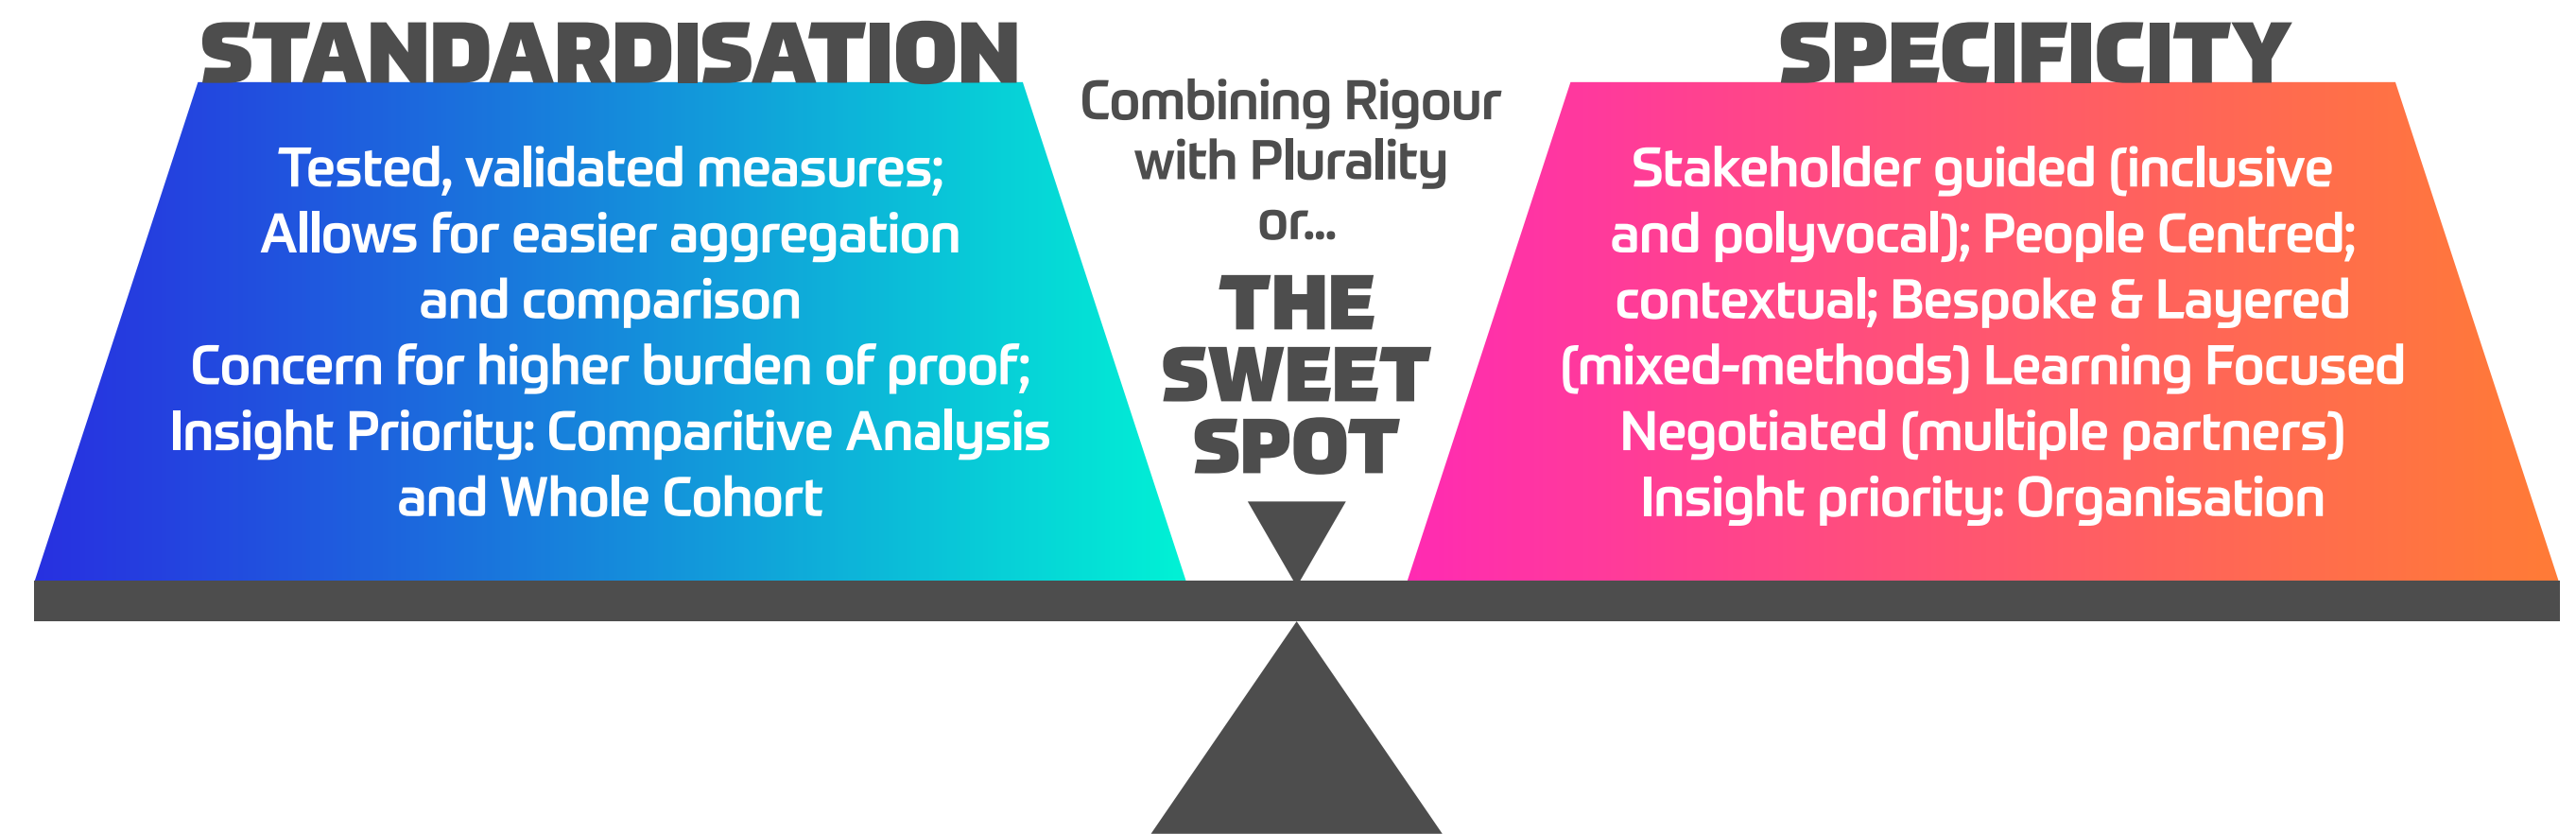 STANDARDISATION
Tested, validated measures;
Allows for easier aggregation
and comparison
Concern for higher burden of proof;
Insight Priority: Comparitive Analysis
and Whole Cohort
Combining Rigour
with Plurality
or...
THE
SWEET
SPOT
SPECIFICITY
Stakeholder guided (inclusive
and polyvocal); People Centred;
contextual; Bespoke & Layered
(mixed-methods) Learning Focused
Negotiated (multiple partners)
Insight priority: Organisation